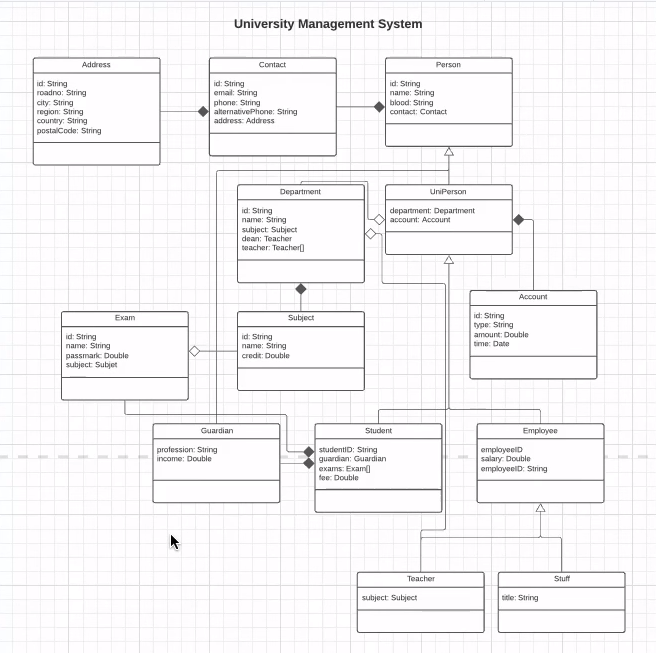 University Management System
Address
id: String
roadno: String
city: String
region: String
country: String
postalCode: String
Contact
id: String
email: String
phone: String
alternativePhone: String
address: Address
Person
id: String
name: String
blood: String
contact: Contact
Department
id: String
name: String
subject: Subject
dean: Teacher
teacher: Teacher[]
UniPerson
department: Department
account: Account
Account
id: String
type: String
amount: Double
time: Date
Exam
id: String
name: String
passmark: Double
subject: Subjet
Subject
id: String
name: String
credit: Double
Guardian
profession: String
income: Double
Student
studentID: String
guardian: Guardian
exams: Exam[]
fee: Double
Employee
employeeID
salary: Double
employeeID: String
Teacher
subject: Subject
Stuff
title: String